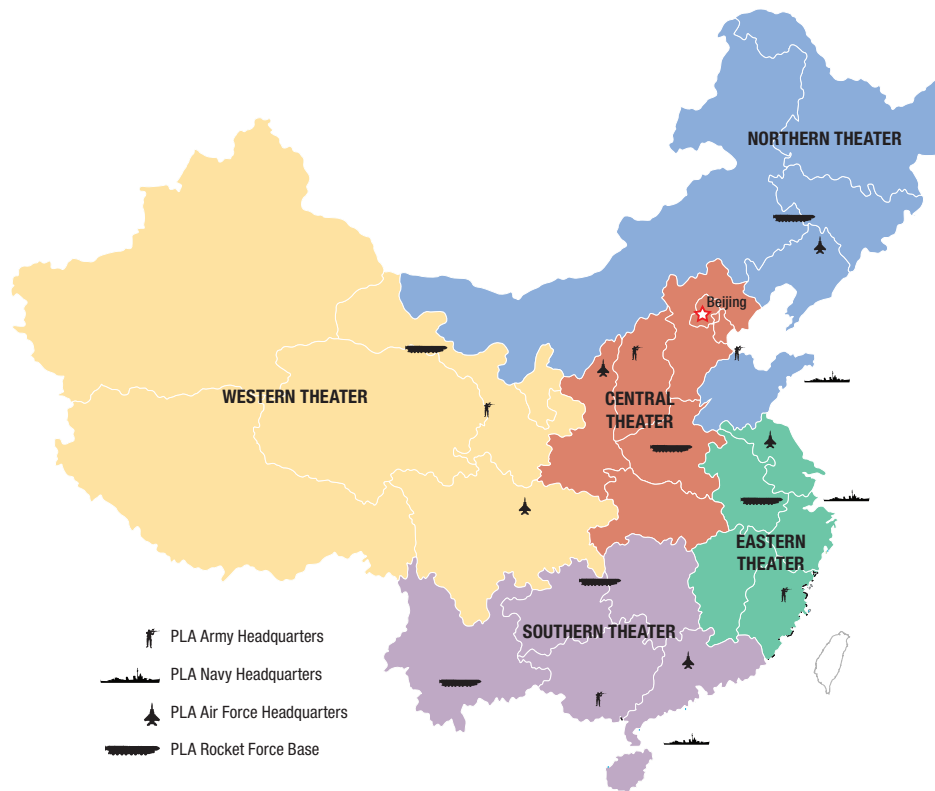 NORTHERN THEATER
Beijing
WESTERN THEATER
CENTRAL
THEATER
EASTERN
THEATER
SOUTHERN THEATER
PLA Army Headquarters
PLA Navy Headquarters
PLA Air Force Headquarters
PLA Rocket Force Base